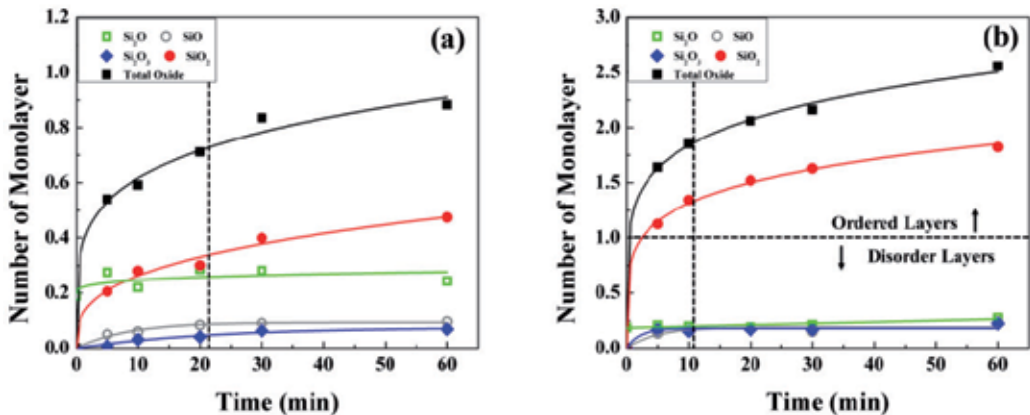 (a)
Si₂O SiO
Si₂O₃ SiO₂
Total Oxide
1.2
1.0
0.8
0.6
0.4
0.2
0.0
Number of Monolayer
0 10 20 30 40 50 60
Time (min)
(b)
Si₂O SiO
Si₂O₃ SiO₂
Total Oxide
3.0
2.5
2.0
1.5
1.0
0.5
0.0
Number of Monolayer
Ordered Layers
Disorder Layers
0 10 20 30 40 50 60
Time (min)